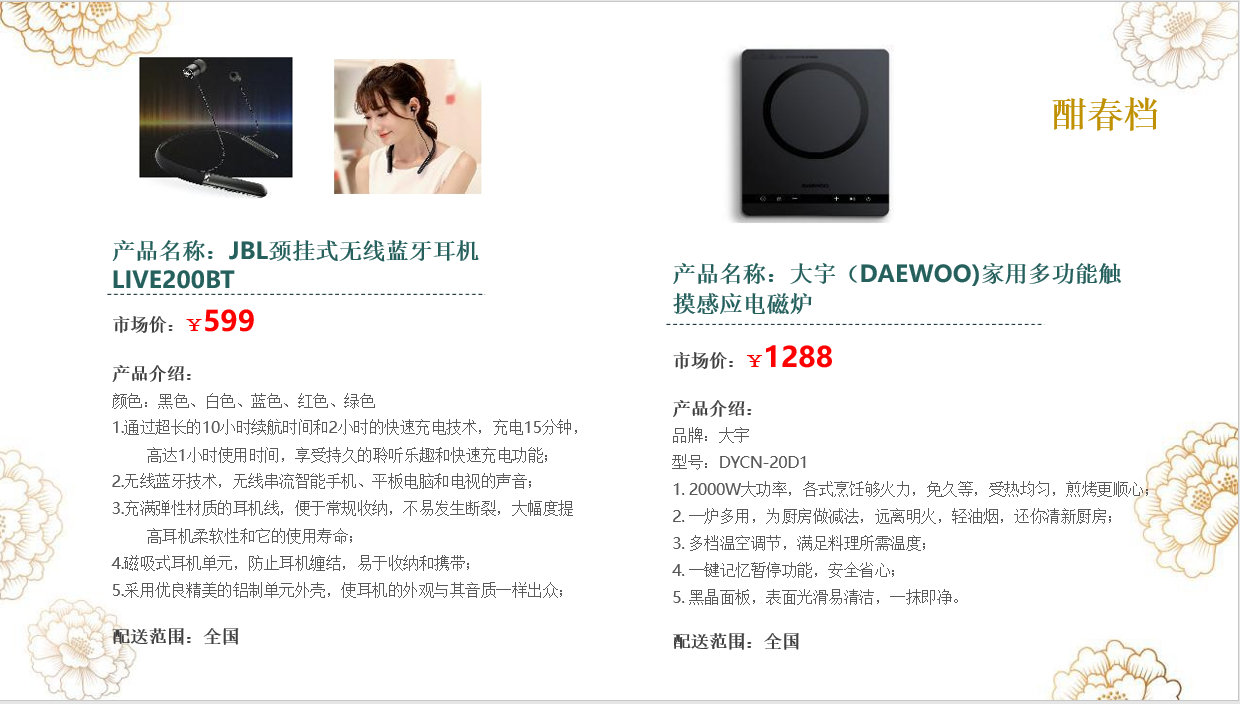 酣春档
产品名称：JBL颈挂式无线蓝牙耳机
LIVE200BT
市场价：￥599
产品介绍：
颜色：黑色、白色、蓝色、红色、绿色
1.通过超长的10小时续航时间和2小时的快速充电技术，充电15分钟，
高达1小时使用时间，享受持久的聆听乐趣和快速充电功能；
2.无线蓝牙技术，无线串流智能手机、平板电脑和电视的声音；
3.充满弹性材质的耳机线，便于常规收纳，不易发生断裂，大幅度提
高耳机柔软性和它的使用寿命；
4.磁吸式耳机单元，防止耳机缠结，易于收纳和携带；
5.采用优良精美的铝制单元外壳，使耳机的外观与其音质一样出众；
配送范围：全国
DAEWOO
产品名称：大宇（DAEWOO)家用多功能触
摸感应电磁炉
市场价：￥1288
产品介绍：
品牌：大宇
型号：DYCN-20D1
1. 2000W大功率，各式烹饪够火力，免久等，受热均匀，煎烤更顺心；
2. 一炉多用，为厨房做减法，远离明火，轻油烟，还你清新厨房；
3. 多档温空调节，满足料理所需温度；
4. 一键记忆暂停功能，安全省心；
5. 黑晶面板，表面光滑易清洁，一抹即净。
配送范围：全国